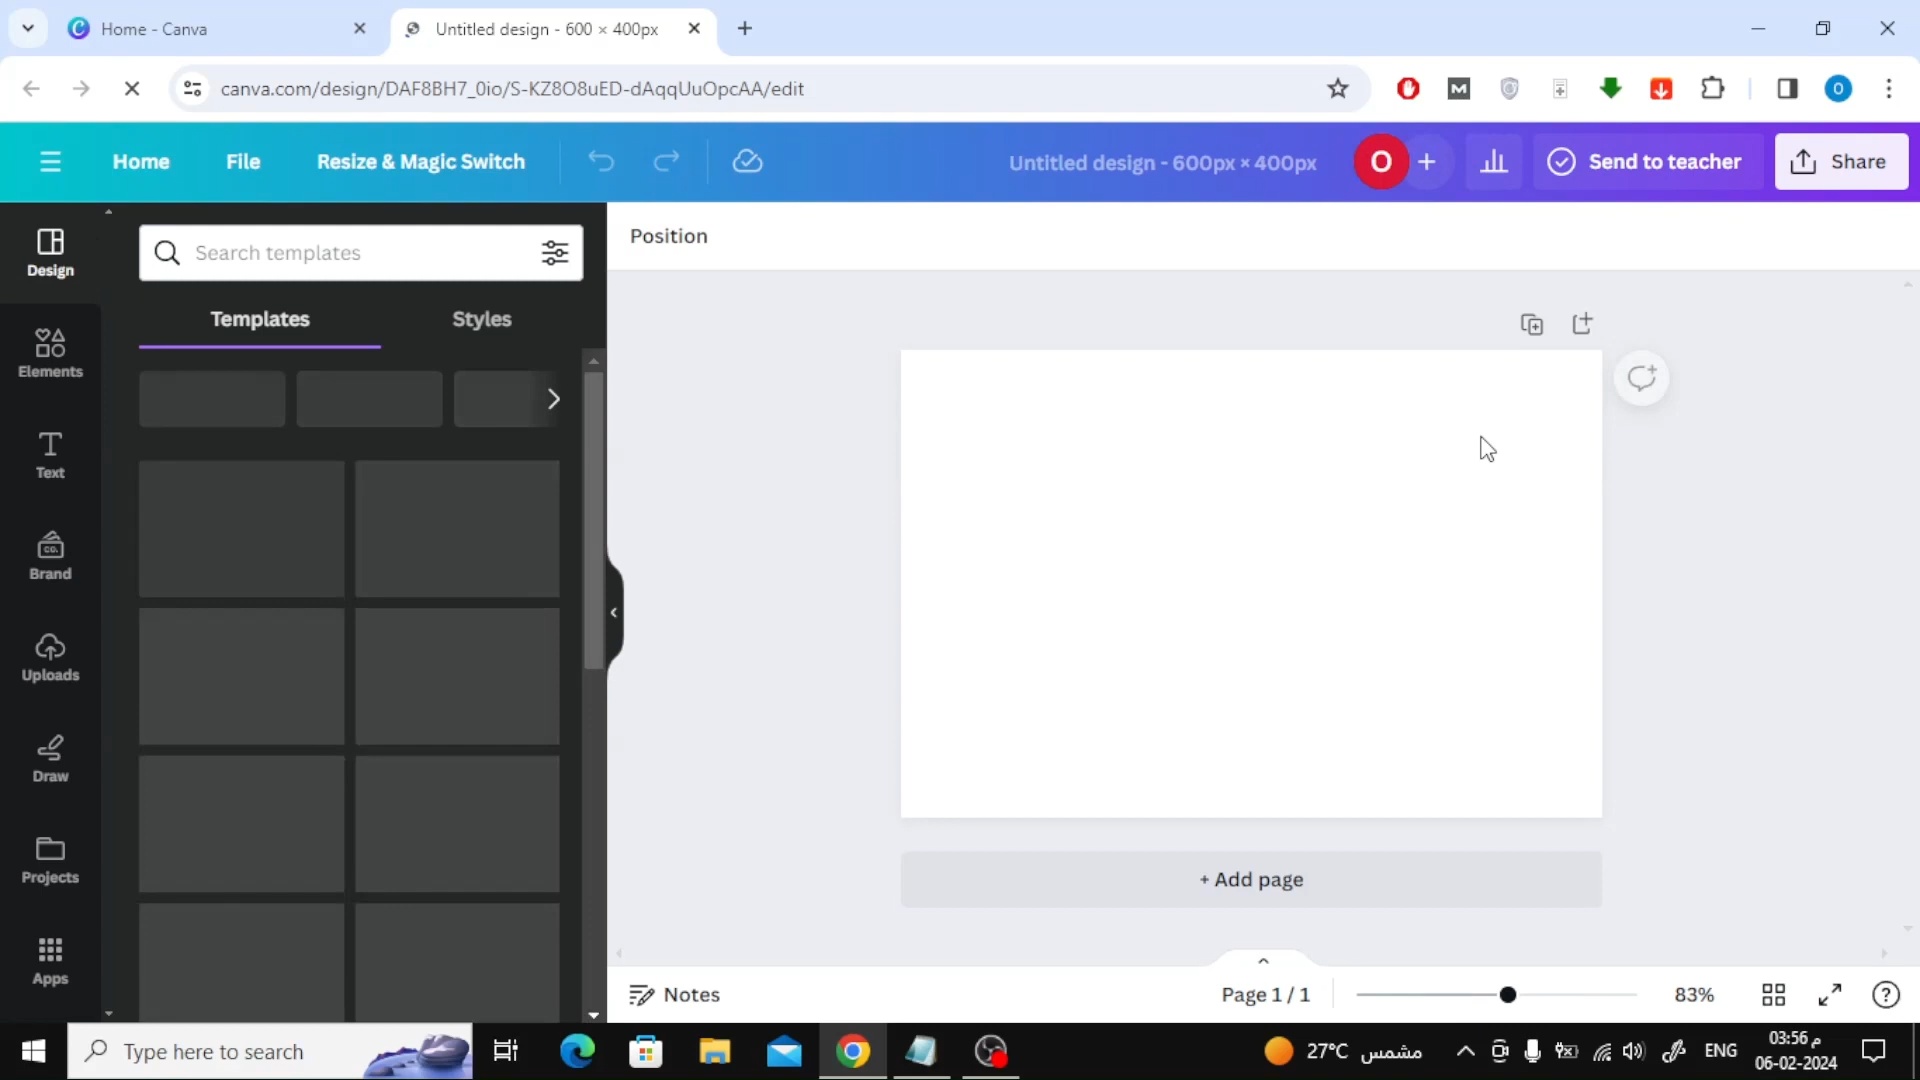 Home - Canva
Untitled design - 600 × 400px
canva.com/design/DAF8BH7_0io/S-KZ8O8uED-dAqqUuOpcAA/edit
Home
File
Resize & Magic Switch
Untitled design - 600px × 400px
O
+
Send to teacher
Share
Design
Search templates
Position
Templates
Styles
Elements
Text
CO.
Brand
Uploads
Draw
Projects
Apps
+ Add page
Notes
Page 1 / 1
83%
Type here to search
27°C مشمس
ENG
03:56 م
06-02-2024